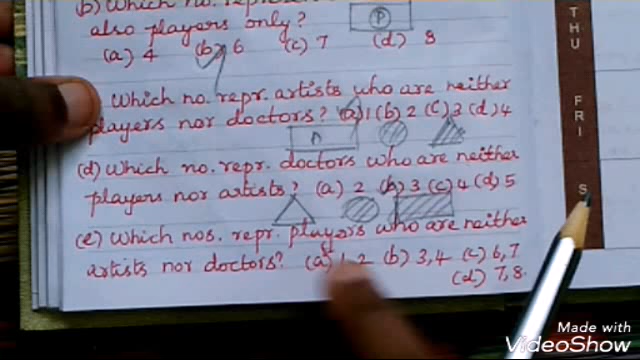 (b) Which no. represen
also players only?
(P)
(a) 4 (b) 6 (c) 7 (d) 8
Which no. repr. artists who are neither
players nor doctors? (a) 1 (b) 2 (c) 3 (d) 4
(d) Which no. repr. doctors who are neither
players nor artists? (a) 2 (b) 3 (c) 4 (d) 5
(e) Which nos. repr. players who are neither
artists nor doctors? (a) 1, 2 (b) 3, 4 (c) 6, 7
(d) 7, 8.
THU
FRI
S
Made with
VideoShow